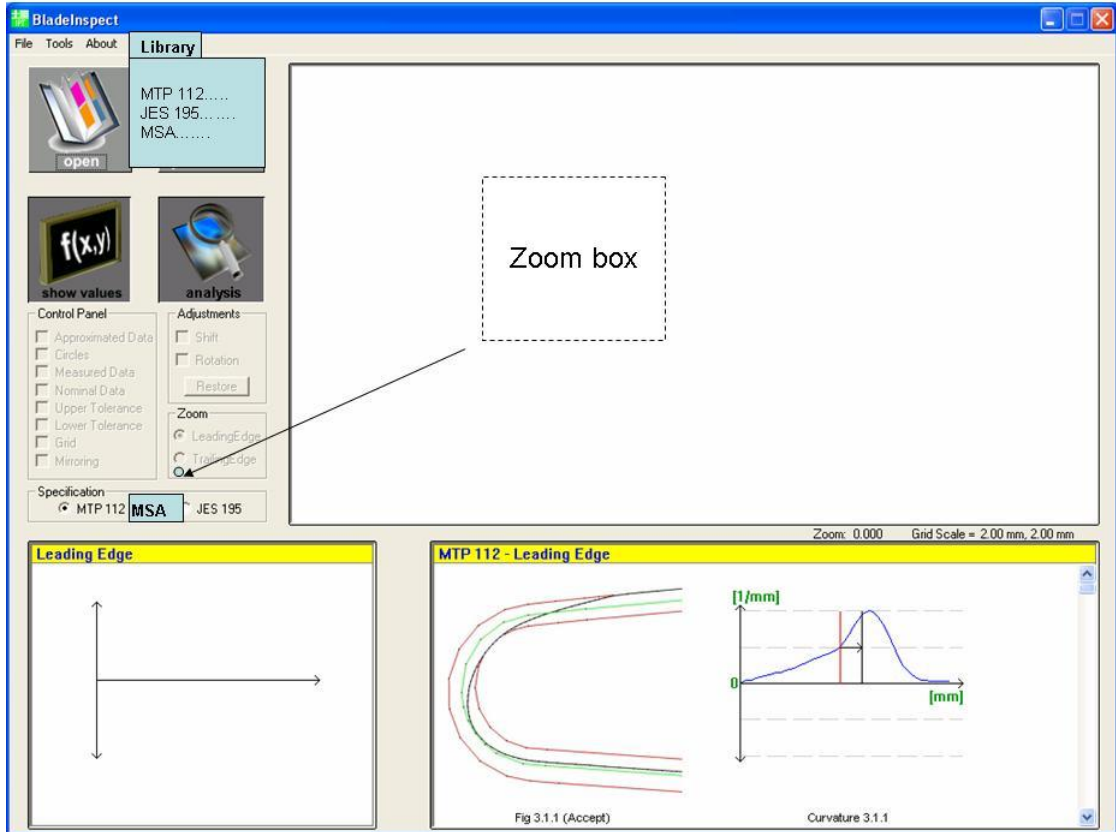 BladeInspect
File Tools About Library
MTP 112.....
JES 195.......
MSA.......
open
Zoom box
f(x,y)
show values
analysis
Control Panel
Approximated Data
Circles
Measured Data
Nominal Data
Upper Tolerance
Lower Tolerance
Grid
Mirroring
Adjustments
Shift
Rotation
Restore
Zoom
LeadingEdge
TrailingEdge
Specification
MTP 112 MSA JES 195
Zoom: 0.000 Grid Scale = 2.00 mm, 2.00 mm
Leading Edge
MTP 112 - Leading Edge
[1/mm]
0
[mm]
Fig 3.1.1 (Accept)
Curvature 3.1.1